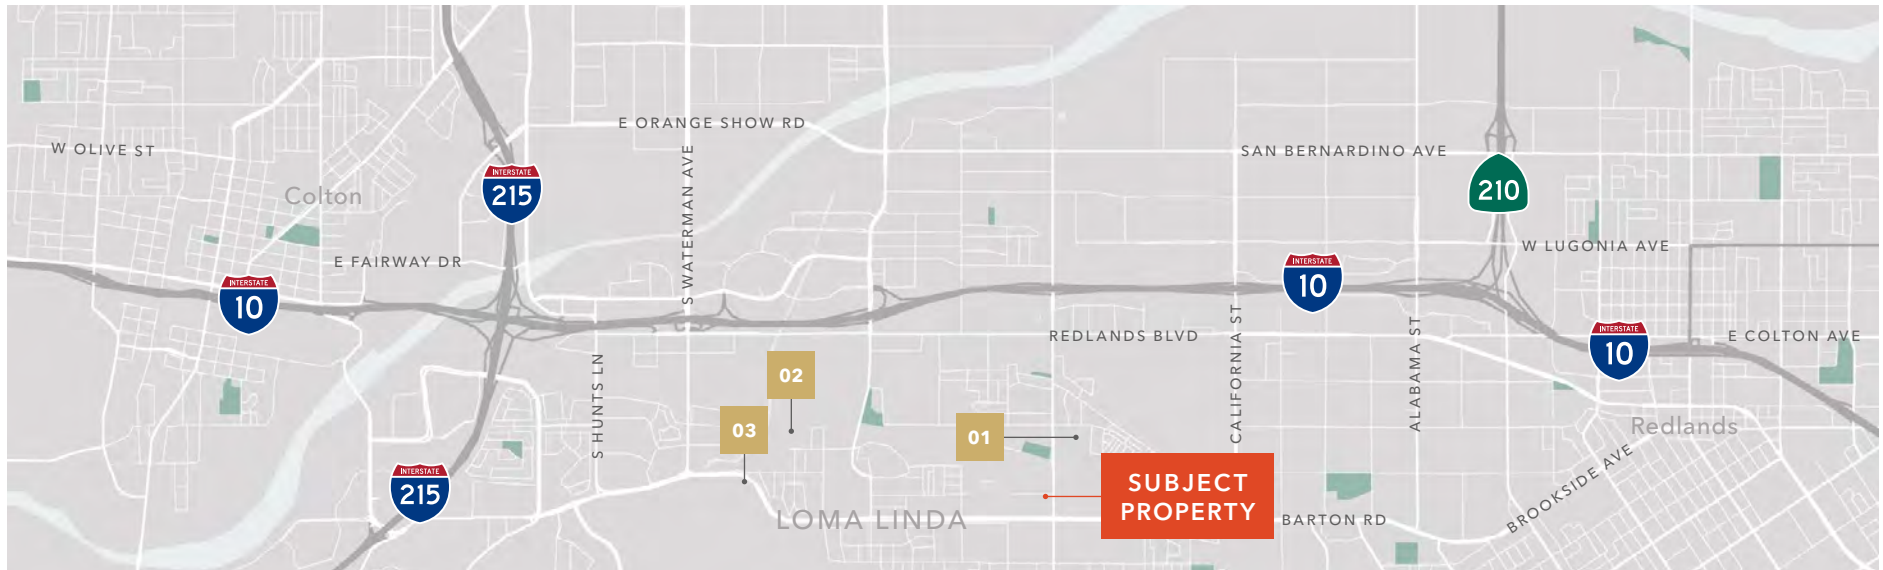 E ORANGE SHOW RD
W OLIVE ST
SAN BERNARDINO AVE
INTERSTATE
215
210
Colton
S WATERMAN AVE
W LUGONIA AVE
E FAIRWAY DR
INTERSTATE
10
INTERSTATE
10
INTERSTATE
10
REDLANDS BLVD
E COLTON AVE
CALIFORNIA ST
ALABAMA ST
S HUNTS LN
02
03
01
Redlands
BROOKSIDE AVE
INTERSTATE
215
SUBJECT
PROPERTY
LOMA LINDA
BARTON RD